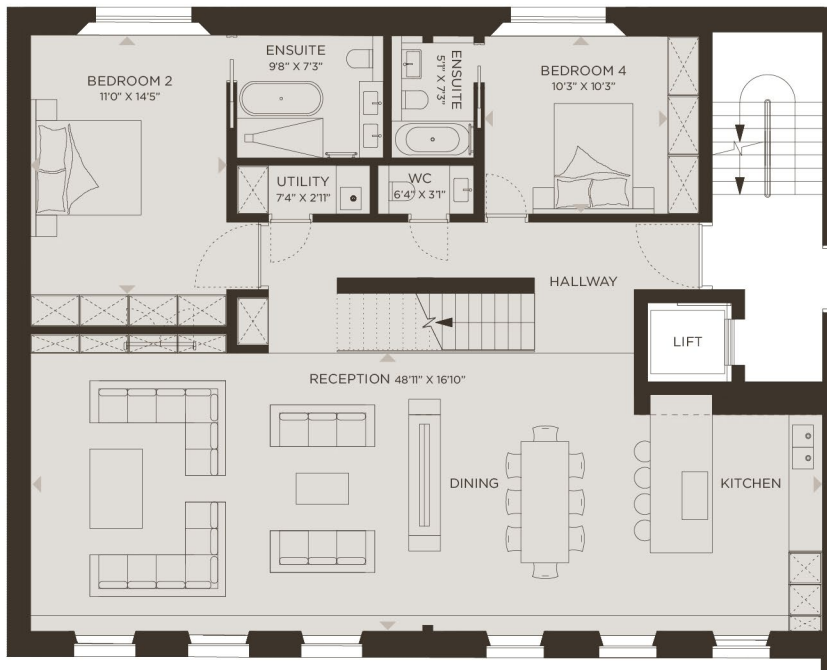 ENSUITE
9'8" X 7'3"
ENSUITE
5'1" X 7'3"
BEDROOM 2
11'0" X 14'5"
BEDROOM 4
10'3" X 10'3"
UTILITY
7'4" X 2'11"
WC
6'4" X 3'1"
HALLWAY
LIFT
RECEPTION 48'11" X 16'10"
DINING
KITCHEN